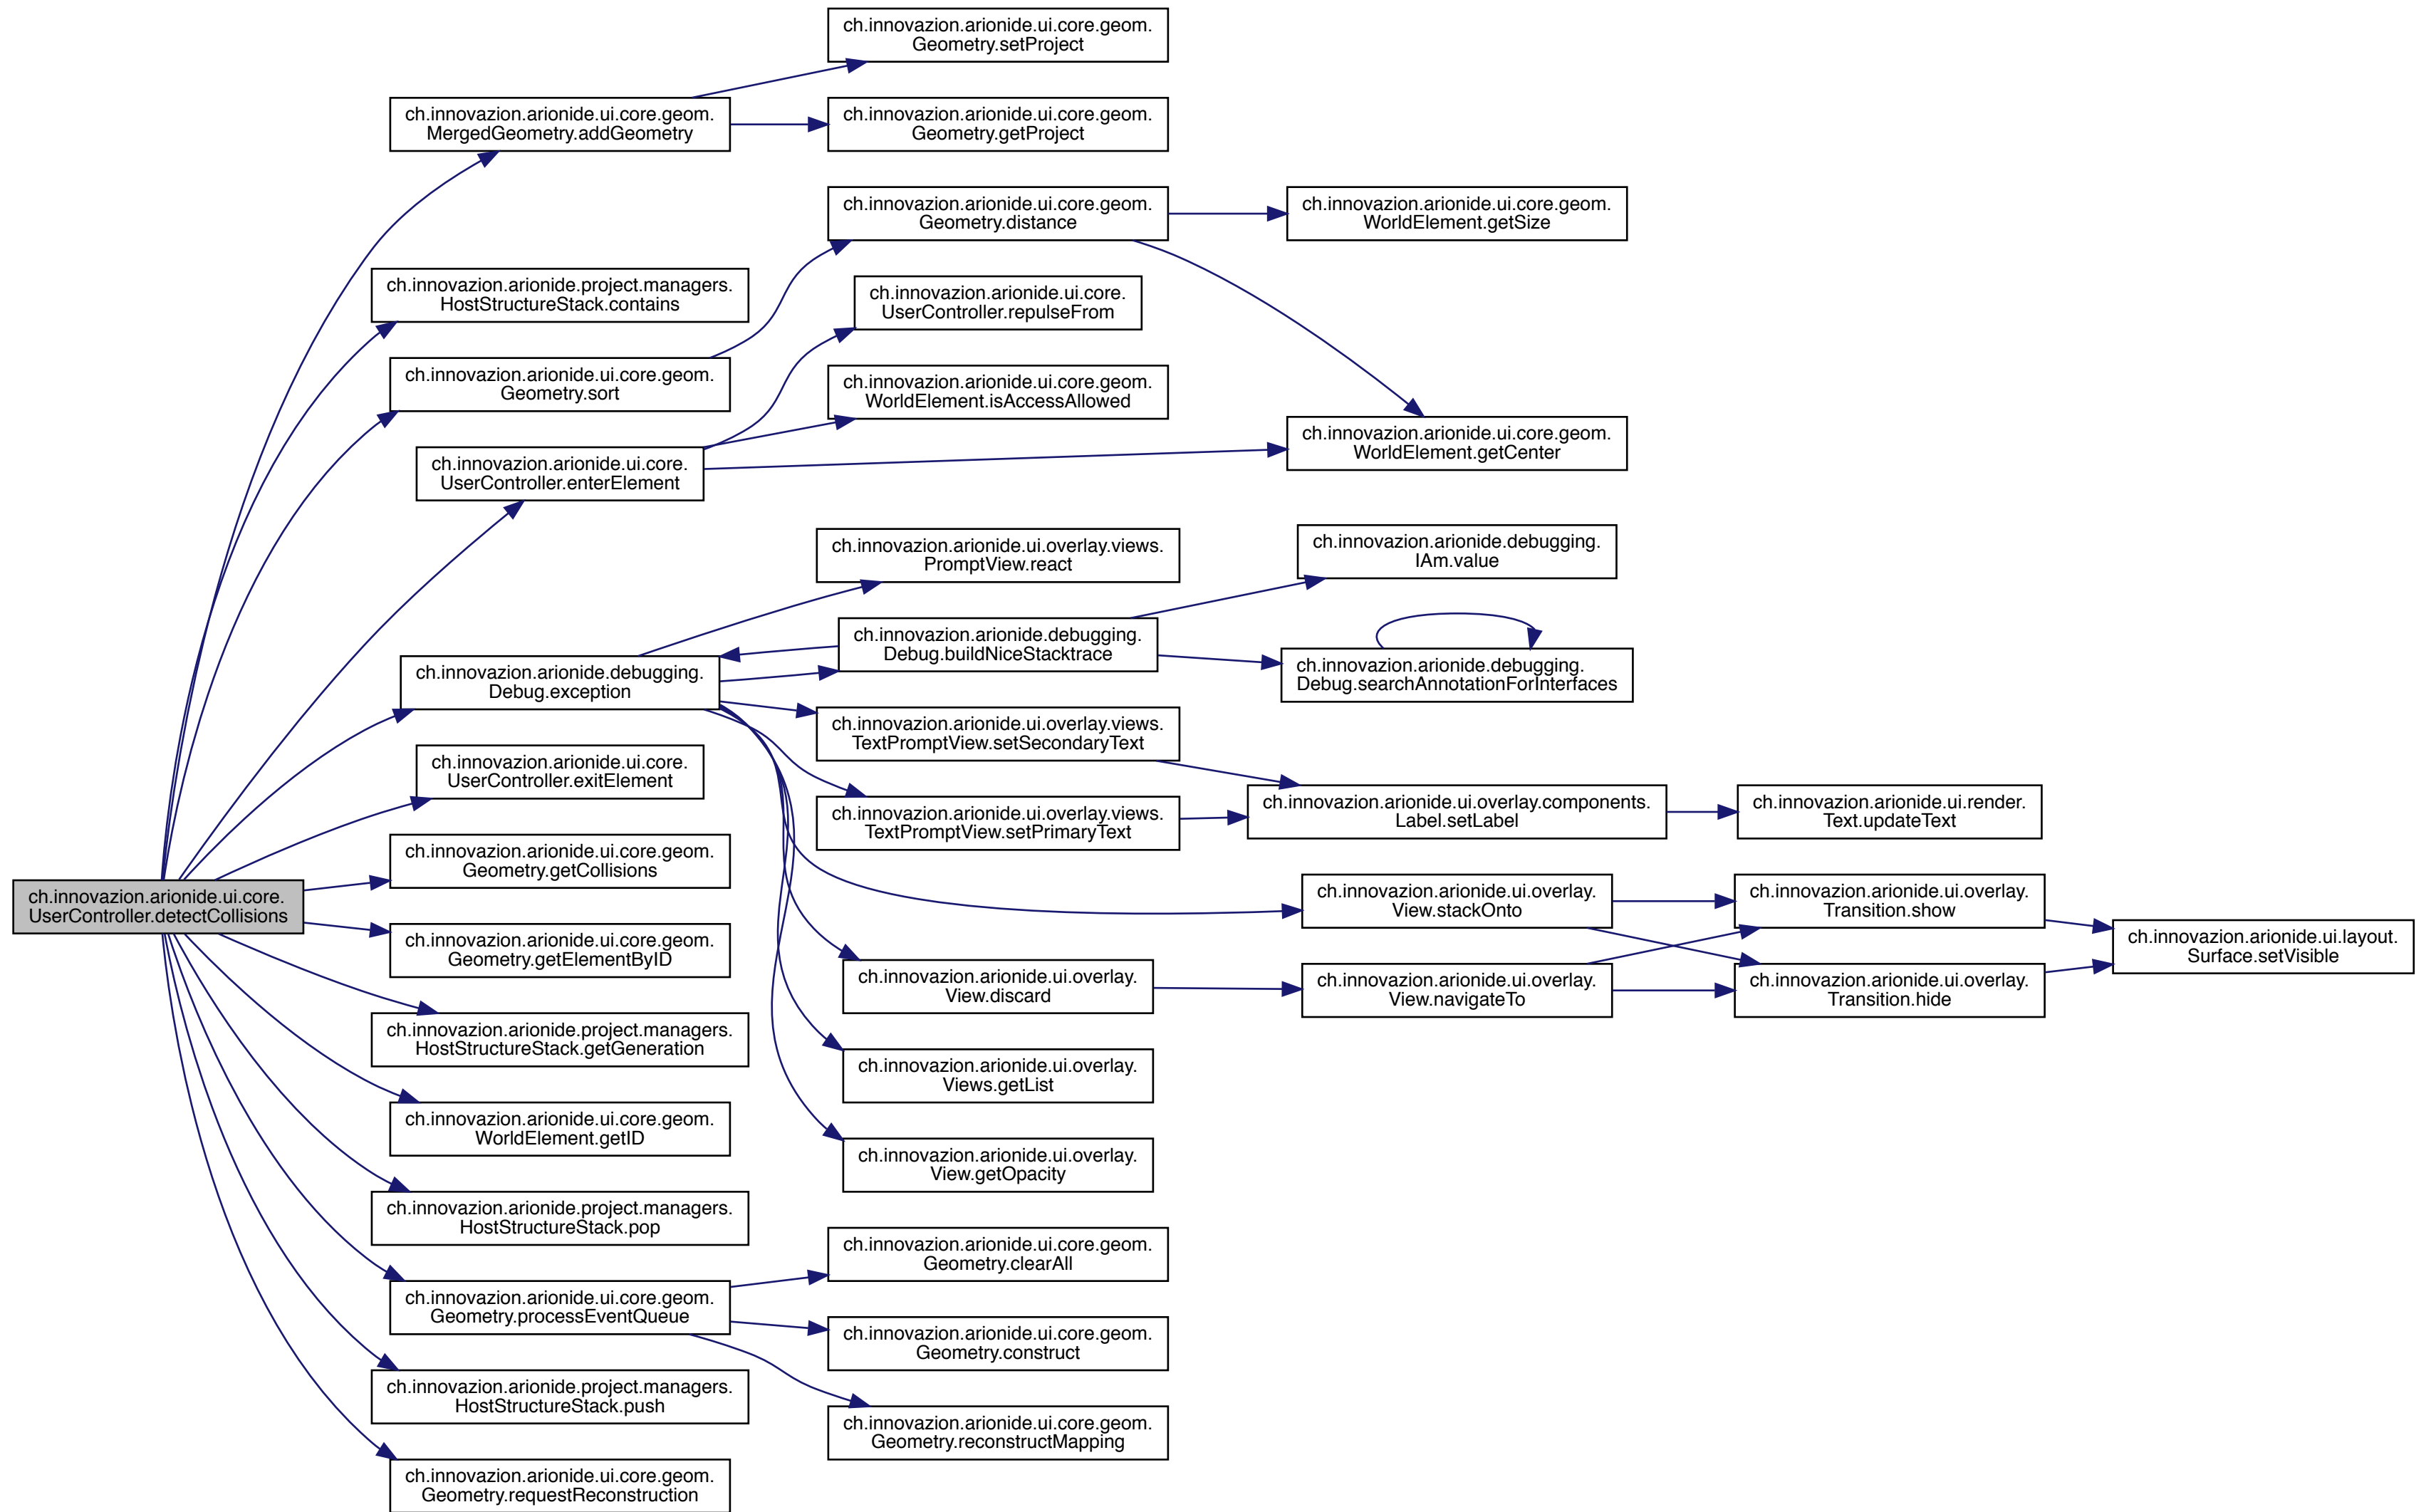 ch.innovazion.arionide.ui.core.geom.
Geometry.setProject
ch.innovazion.arionide.ui.core.geom.
MergedGeometry.addGeometry
ch.innovazion.arionide.ui.core.geom.
Geometry.getProject
ch.innovazion.arionide.ui.core.geom.
Geometry.distance
ch.innovazion.arionide.ui.core.geom.
WorldElement.getSize
ch.innovazion.arionide.project.managers.
HostStructureStack.contains
ch.innovazion.arionide.ui.core.
UserController.repulseFrom
ch.innovazion.arionide.ui.core.geom.
Geometry.sort
ch.innovazion.arionide.ui.core.geom.
WorldElement.isAccessAllowed
ch.innovazion.arionide.ui.core.geom.
WorldElement.getCenter
ch.innovazion.arionide.ui.core.
UserController.enterElement
ch.innovazion.arionide.ui.overlay.views.
PromptView.react
ch.innovazion.arionide.debugging.
IAm.value
ch.innovazion.arionide.debugging.
Debug.buildNiceStacktrace
ch.innovazion.arionide.debugging.
Debug.searchAnnotationForInterfaces
ch.innovazion.arionide.debugging.
Debug.exception
ch.innovazion.arionide.ui.overlay.views.
TextPromptView.setSecondaryText
ch.innovazion.arionide.ui.core.
UserController.exitElement
ch.innovazion.arionide.ui.overlay.views.
TextPromptView.setPrimaryText
ch.innovazion.arionide.ui.overlay.components.
Label.setLabel
ch.innovazion.arionide.ui.render.
Text.updateText
ch.innovazion.arionide.ui.core.geom.
Geometry.getCollisions
ch.innovazion.arionide.ui.core.
UserController.detectCollisions
ch.innovazion.arionide.ui.overlay.
View.stackOnto
ch.innovazion.arionide.ui.overlay.
Transition.show
ch.innovazion.arionide.ui.layout.
Surface.setVisible
ch.innovazion.arionide.ui.core.geom.
Geometry.getElementByID
ch.innovazion.arionide.ui.overlay.
View.discard
ch.innovazion.arionide.ui.overlay.
View.navigateTo
ch.innovazion.arionide.ui.overlay.
Transition.hide
ch.innovazion.arionide.project.managers.
HostStructureStack.getGeneration
ch.innovazion.arionide.ui.overlay.
Views.getList
ch.innovazion.arionide.ui.core.geom.
WorldElement.getID
ch.innovazion.arionide.ui.overlay.
View.getOpacity
ch.innovazion.arionide.project.managers.
HostStructureStack.pop
ch.innovazion.arionide.ui.core.geom.
Geometry.clearAll
ch.innovazion.arionide.ui.core.geom.
Geometry.processEventQueue
ch.innovazion.arionide.ui.core.geom.
Geometry.construct
ch.innovazion.arionide.project.managers.
HostStructureStack.push
ch.innovazion.arionide.ui.core.geom.
Geometry.reconstructMapping
ch.innovazion.arionide.ui.core.geom.
Geometry.requestReconstruction